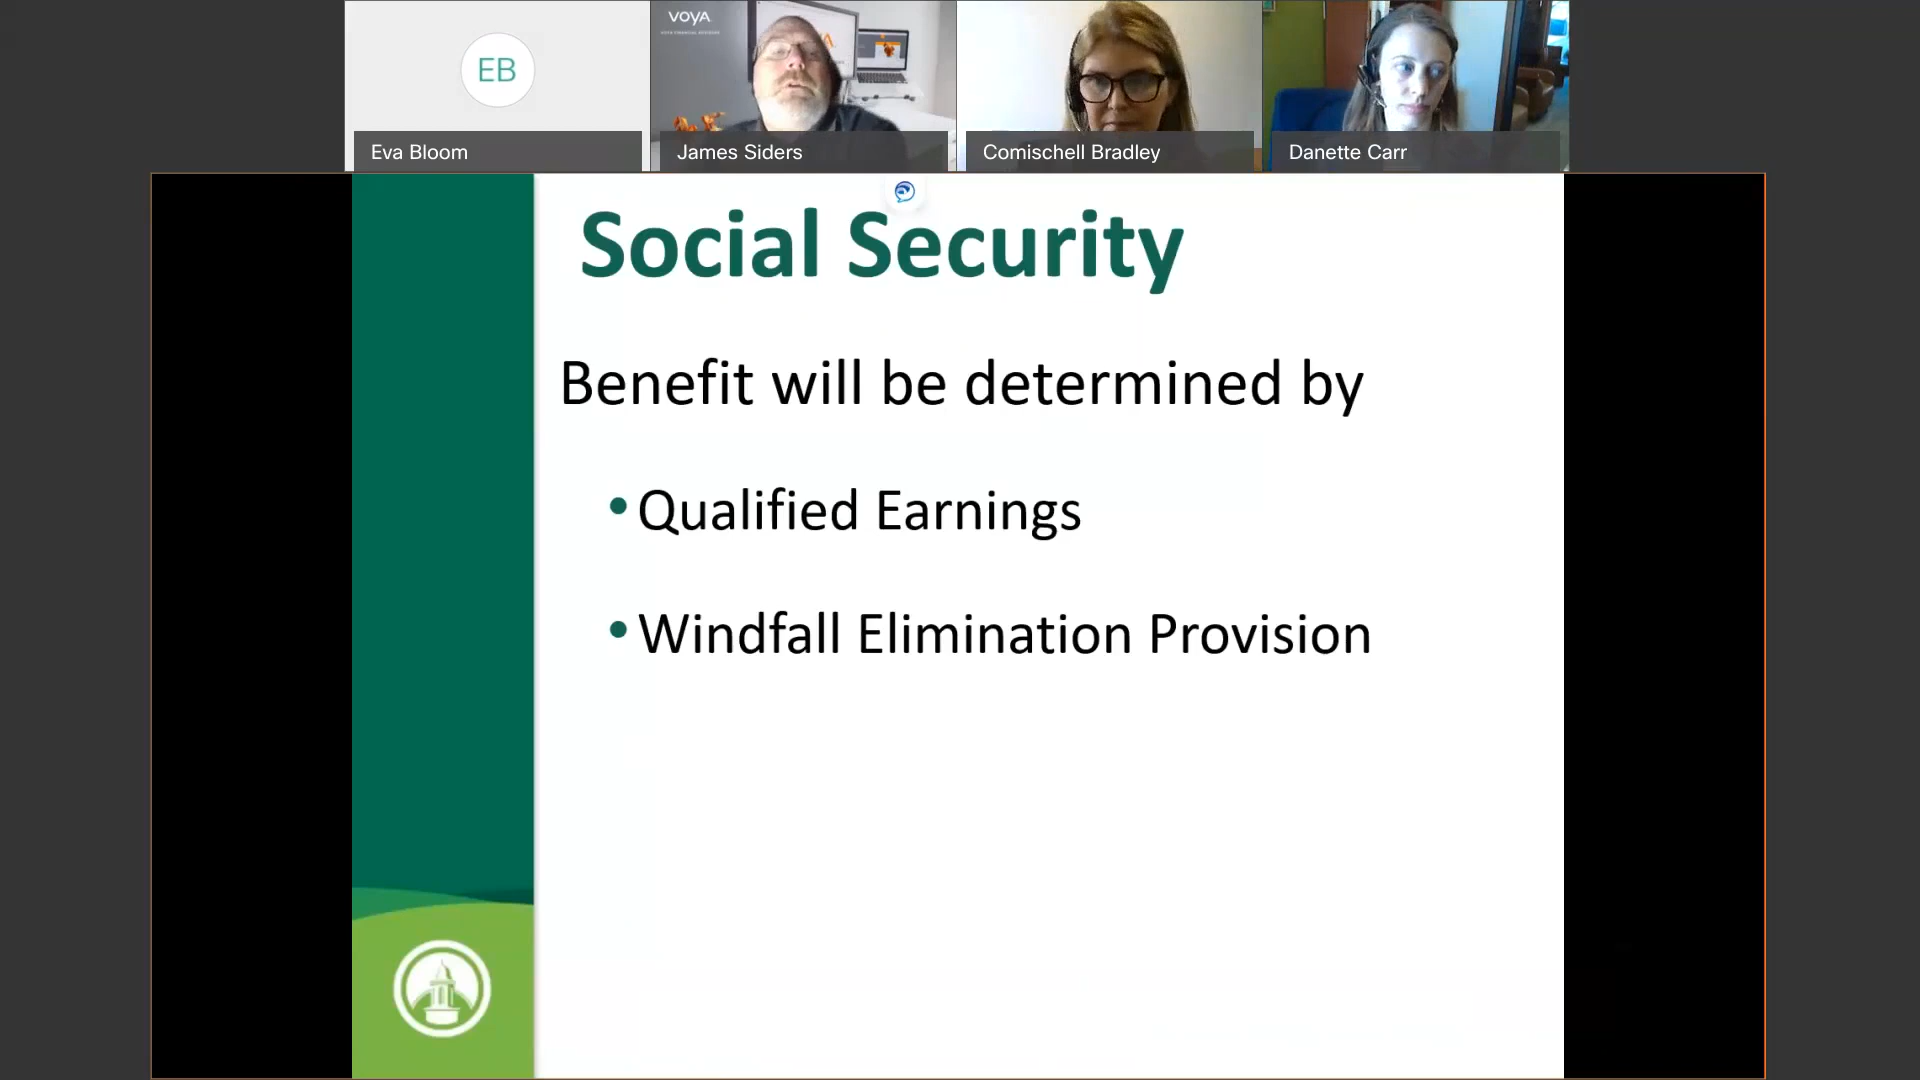 EB
VOYA
Eva Bloom
James Siders
Comischell Bradley
Danette Carr
Social Security
Benefit will be determined by
• Qualified Earnings
• Windfall Elimination Provision